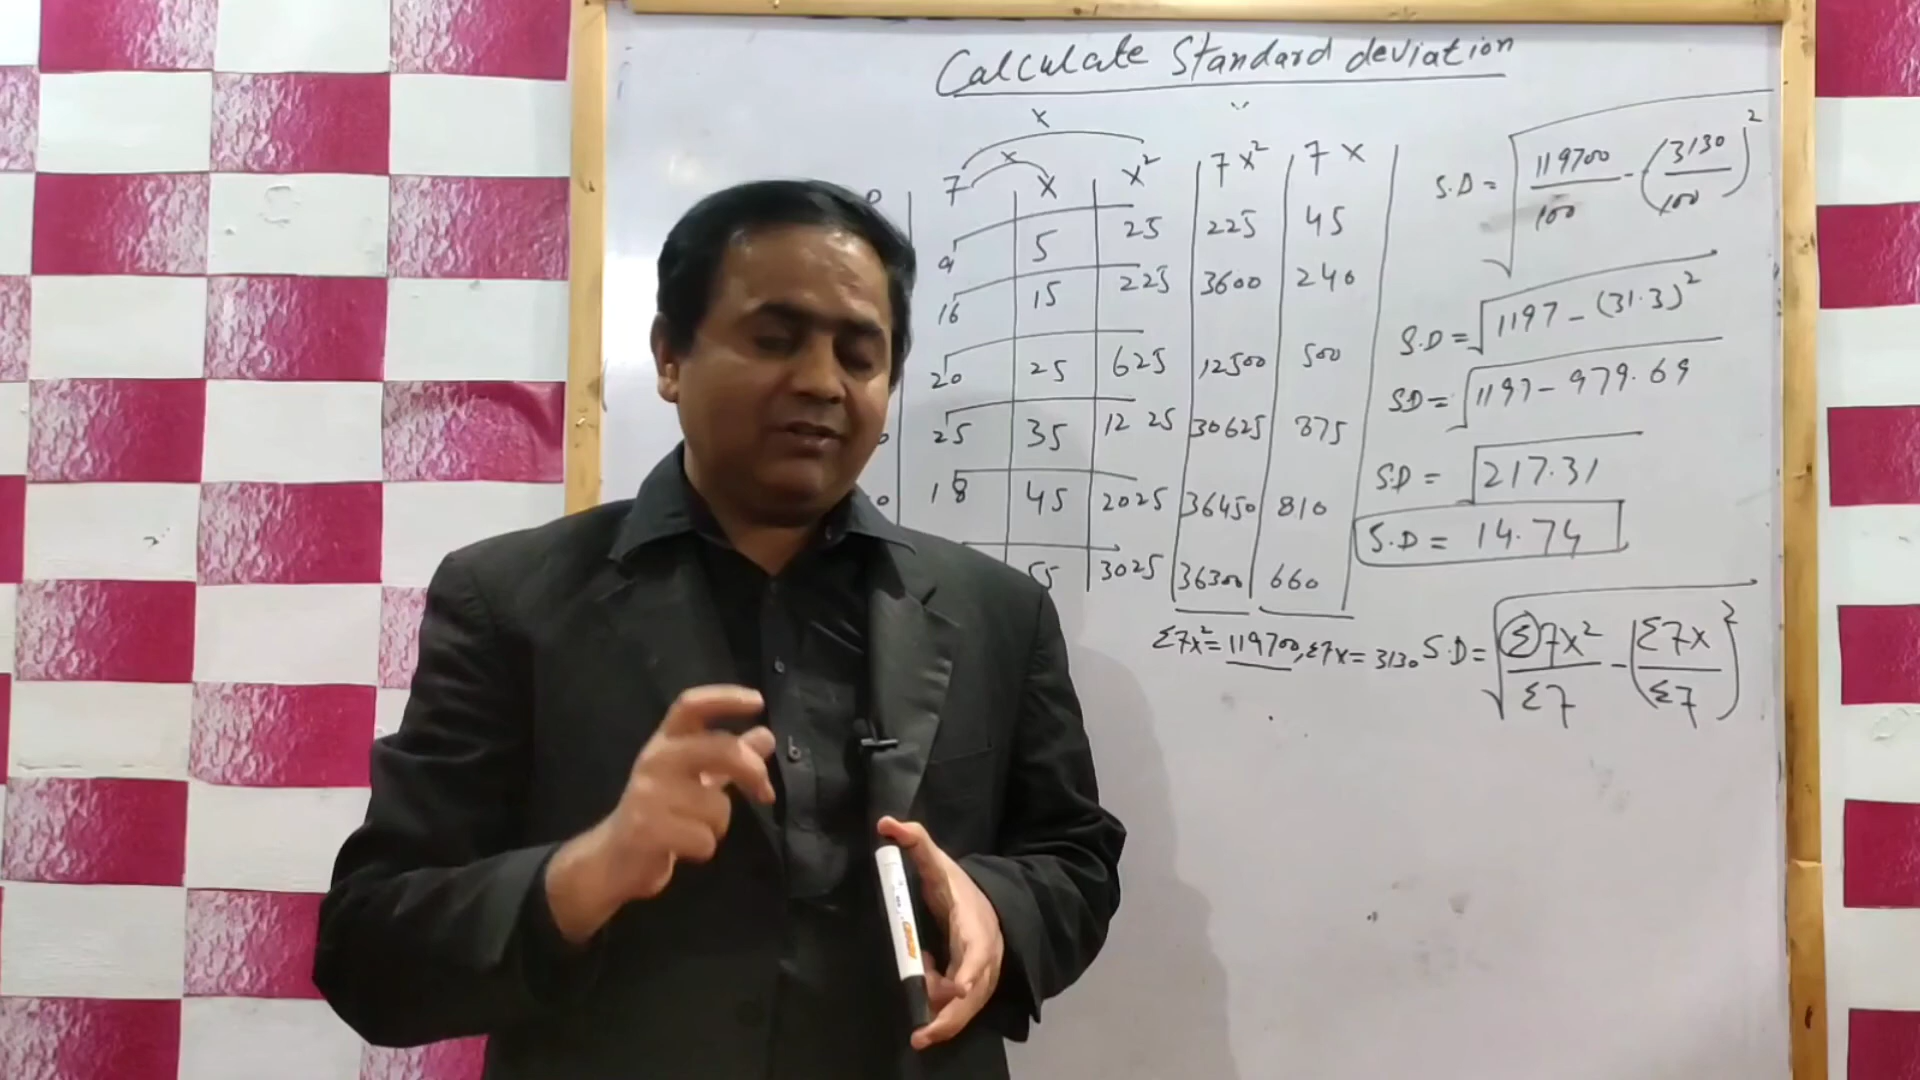 Calculate Standard deviation
x
x
7 x x² 7x² 7x
9 5 25 225 45
16 15 225 3600 240
20 25 625 12500 500
25 35 1225 30625 875
18 45 2025 36450 810
55 3025 36300 660
Σ7x² = 119700, Σ7x = 3130
S.D = √ 119700/100 - (3130/100)²
S.D = √1197 - (31.3)²
SD = √1197 - 979.69
S.D = √217.31
S.D = 14.74
S.D = √ Σ7x²/Σ7 - (Σ7x/Σ7)²